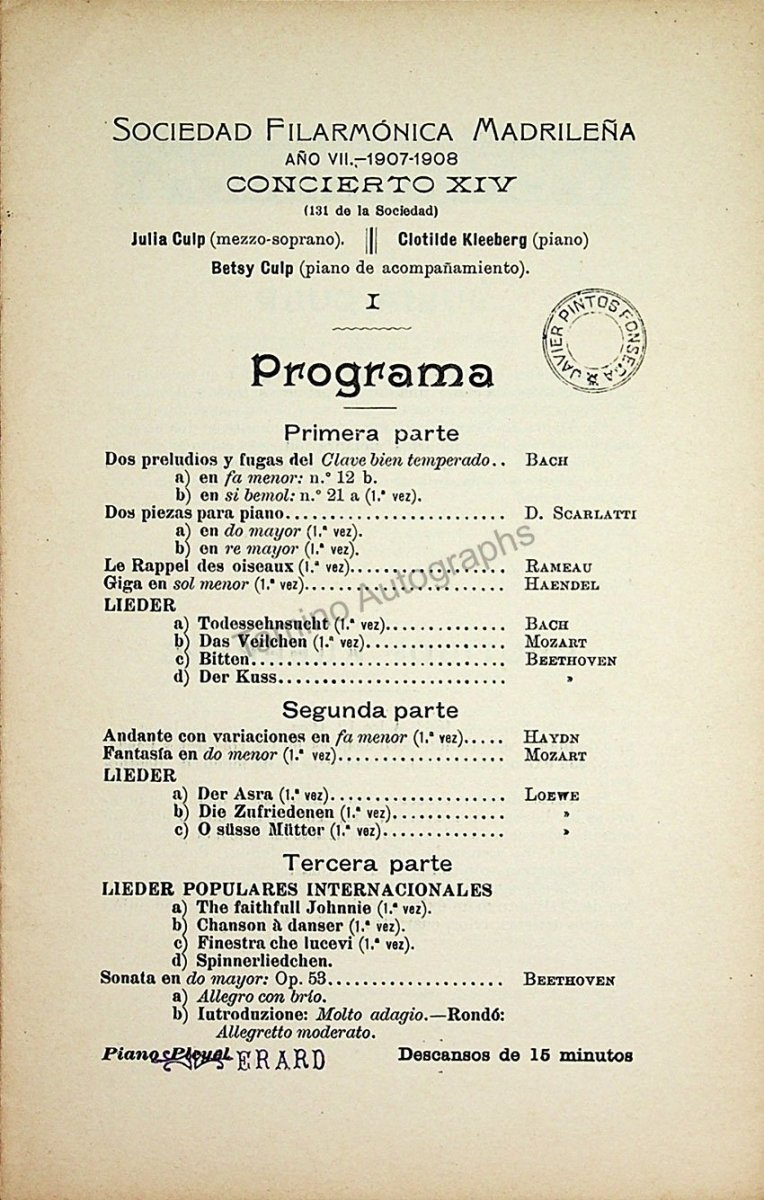 SOCIEDAD FILARMÓNICA MADRILEÑA
AÑO VII.–1907-1908
CONCIERTO XIV
(131 de la Sociedad)
Julia Culp (mezzo-soprano). Clotilde Kleeberg (piano)
Betsy Culp (piano de acompañamiento).
I
JAVIER PINTOS FONSECA
Programa
Primera parte
Dos preludios y fugas del Clave bien temperado.. BACH
a) en fa menor: n.º 12 b.
b) en si bemol: n.º 21 a (1.ª vez).
Dos piezas para piano........................ D. SCARLATTI
a) en do mayor (1.ª vez).
b) en re mayor (1.ª vez).
Le Rappel des oiseaux (1.ª vez).................. RAMEAU
Giga en sol menor (1.ª vez)....................... HAENDEL
LIEDER
a) Todessehnsucht (1.ª vez).............. BACH
b) Das Veilchen (1.ª vez)................ MOZART
c) Bitten............................. BEETHOVEN
d) Der Kuss.......................... »
Tamino Autographs
Segunda parte
Andante con variaciones en fa menor (1.ª vez)..... HAYDN
Fantasía en do menor (1.ª vez)................... MOZART
LIEDER
a) Der Asra (1.ª vez).................... LOEWE
b) Die Zufriedenen (1.ª vez)............. »
c) O süsse Mütter (1.ª vez).............. »
Tercera parte
LIEDER POPULARES INTERNACIONALES
a) The faithfull Johnnie (1.ª vez).
b) Chanson à danser (1.ª vez).
c) Finestra che lucevi (1.ª vez).
d) Spinnerliedchen.
Sonata en do mayor: Op. 53.................... BEETHOVEN
a) Allegro con brío.
b) Introduzione: Molto adagio.—Rondó:
Allegretto moderato.
Piano Pleyel ERARD Descansos de 15 minutos